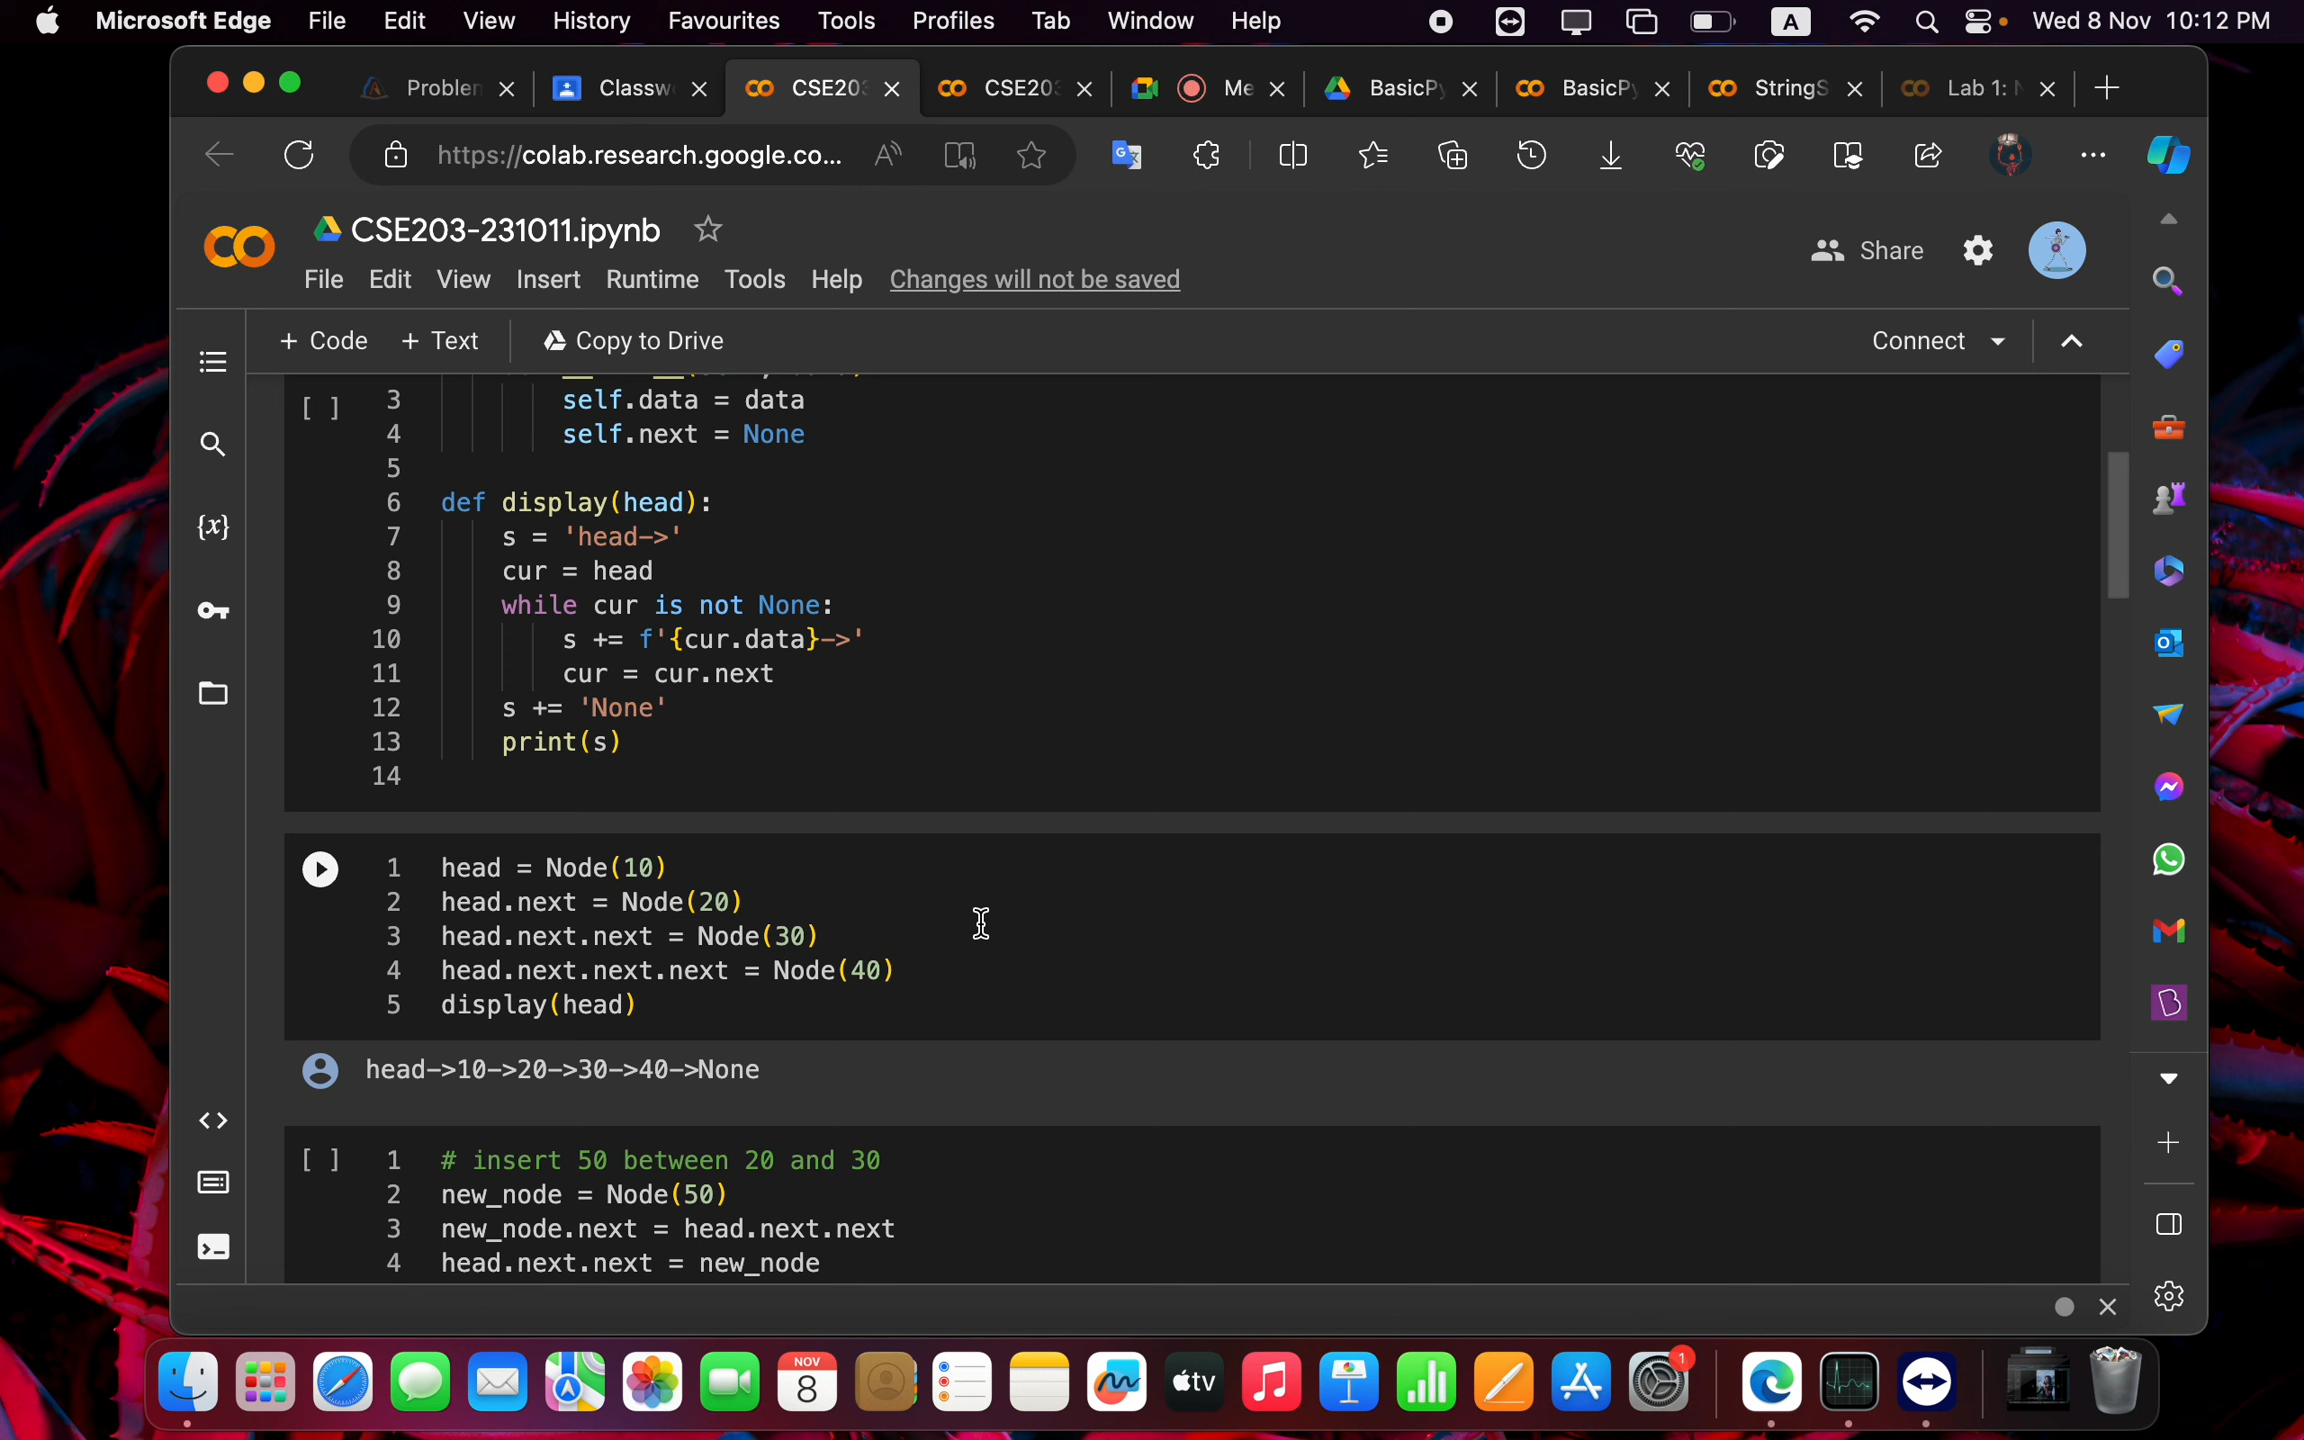 Microsoft Edge File Edit View History Favourites Tools Profiles Tab Window Help A Wed 8 Nov 10:12 PM
Problem Classw CSE203 CSE203 Me BasicPy BasicPy StringS Lab 1: N
https://colab.research.google.co...
CSE203-231011.ipynb
Share
File Edit View Insert Runtime Tools Help Changes will not be saved
+ Code + Text Copy to Drive Connect
[ ] 3 self.data = data
4 self.next = None
5
6 def display(head):
7 s = 'head->'
8 cur = head
9 while cur is not None:
10 s += f'{cur.data}->'
11 cur = cur.next
12 s += 'None'
13 print(s)
14
1 head = Node(10)
2 head.next = Node(20)
3 head.next.next = Node(30)
4 head.next.next.next = Node(40)
5 display(head)
head->10->20->30->40->None
[ ] 1 # insert 50 between 20 and 30
2 new_node = Node(50)
3 new_node.next = head.next.next
4 head.next.next = new_node
NOV
8
tv
1